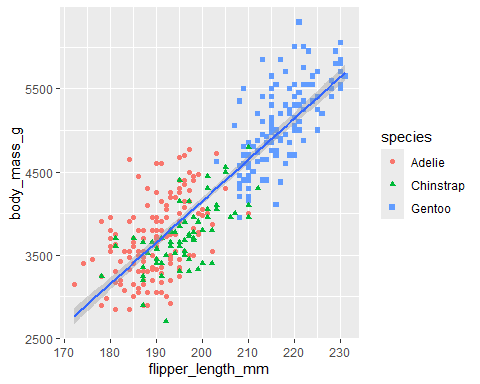 body_mass_g
5500
4500
3500
2500
170
180
190
200
210
220
230
flipper_length_mm
species
Adelie
Chinstrap
Gentoo